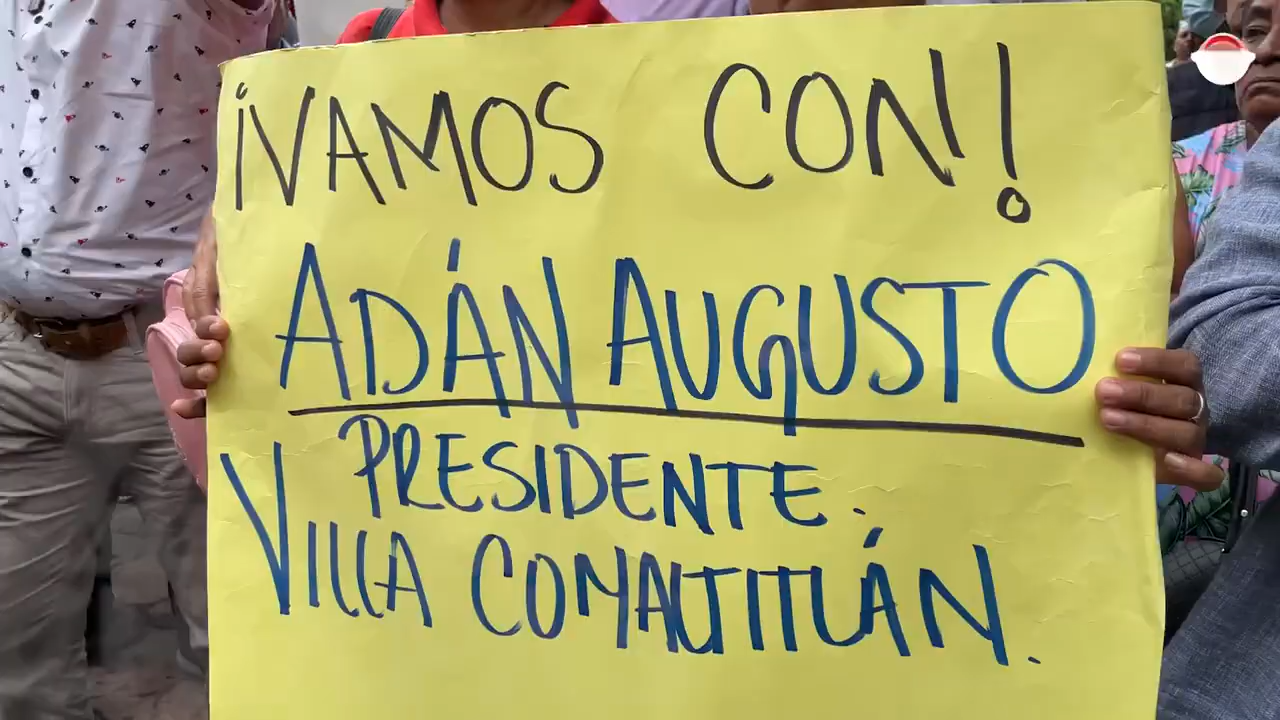 ¡VAMOS CON!
ADÁN AUGUSTO
PRESIDENTE.
VILLA COMALTITLÁN.